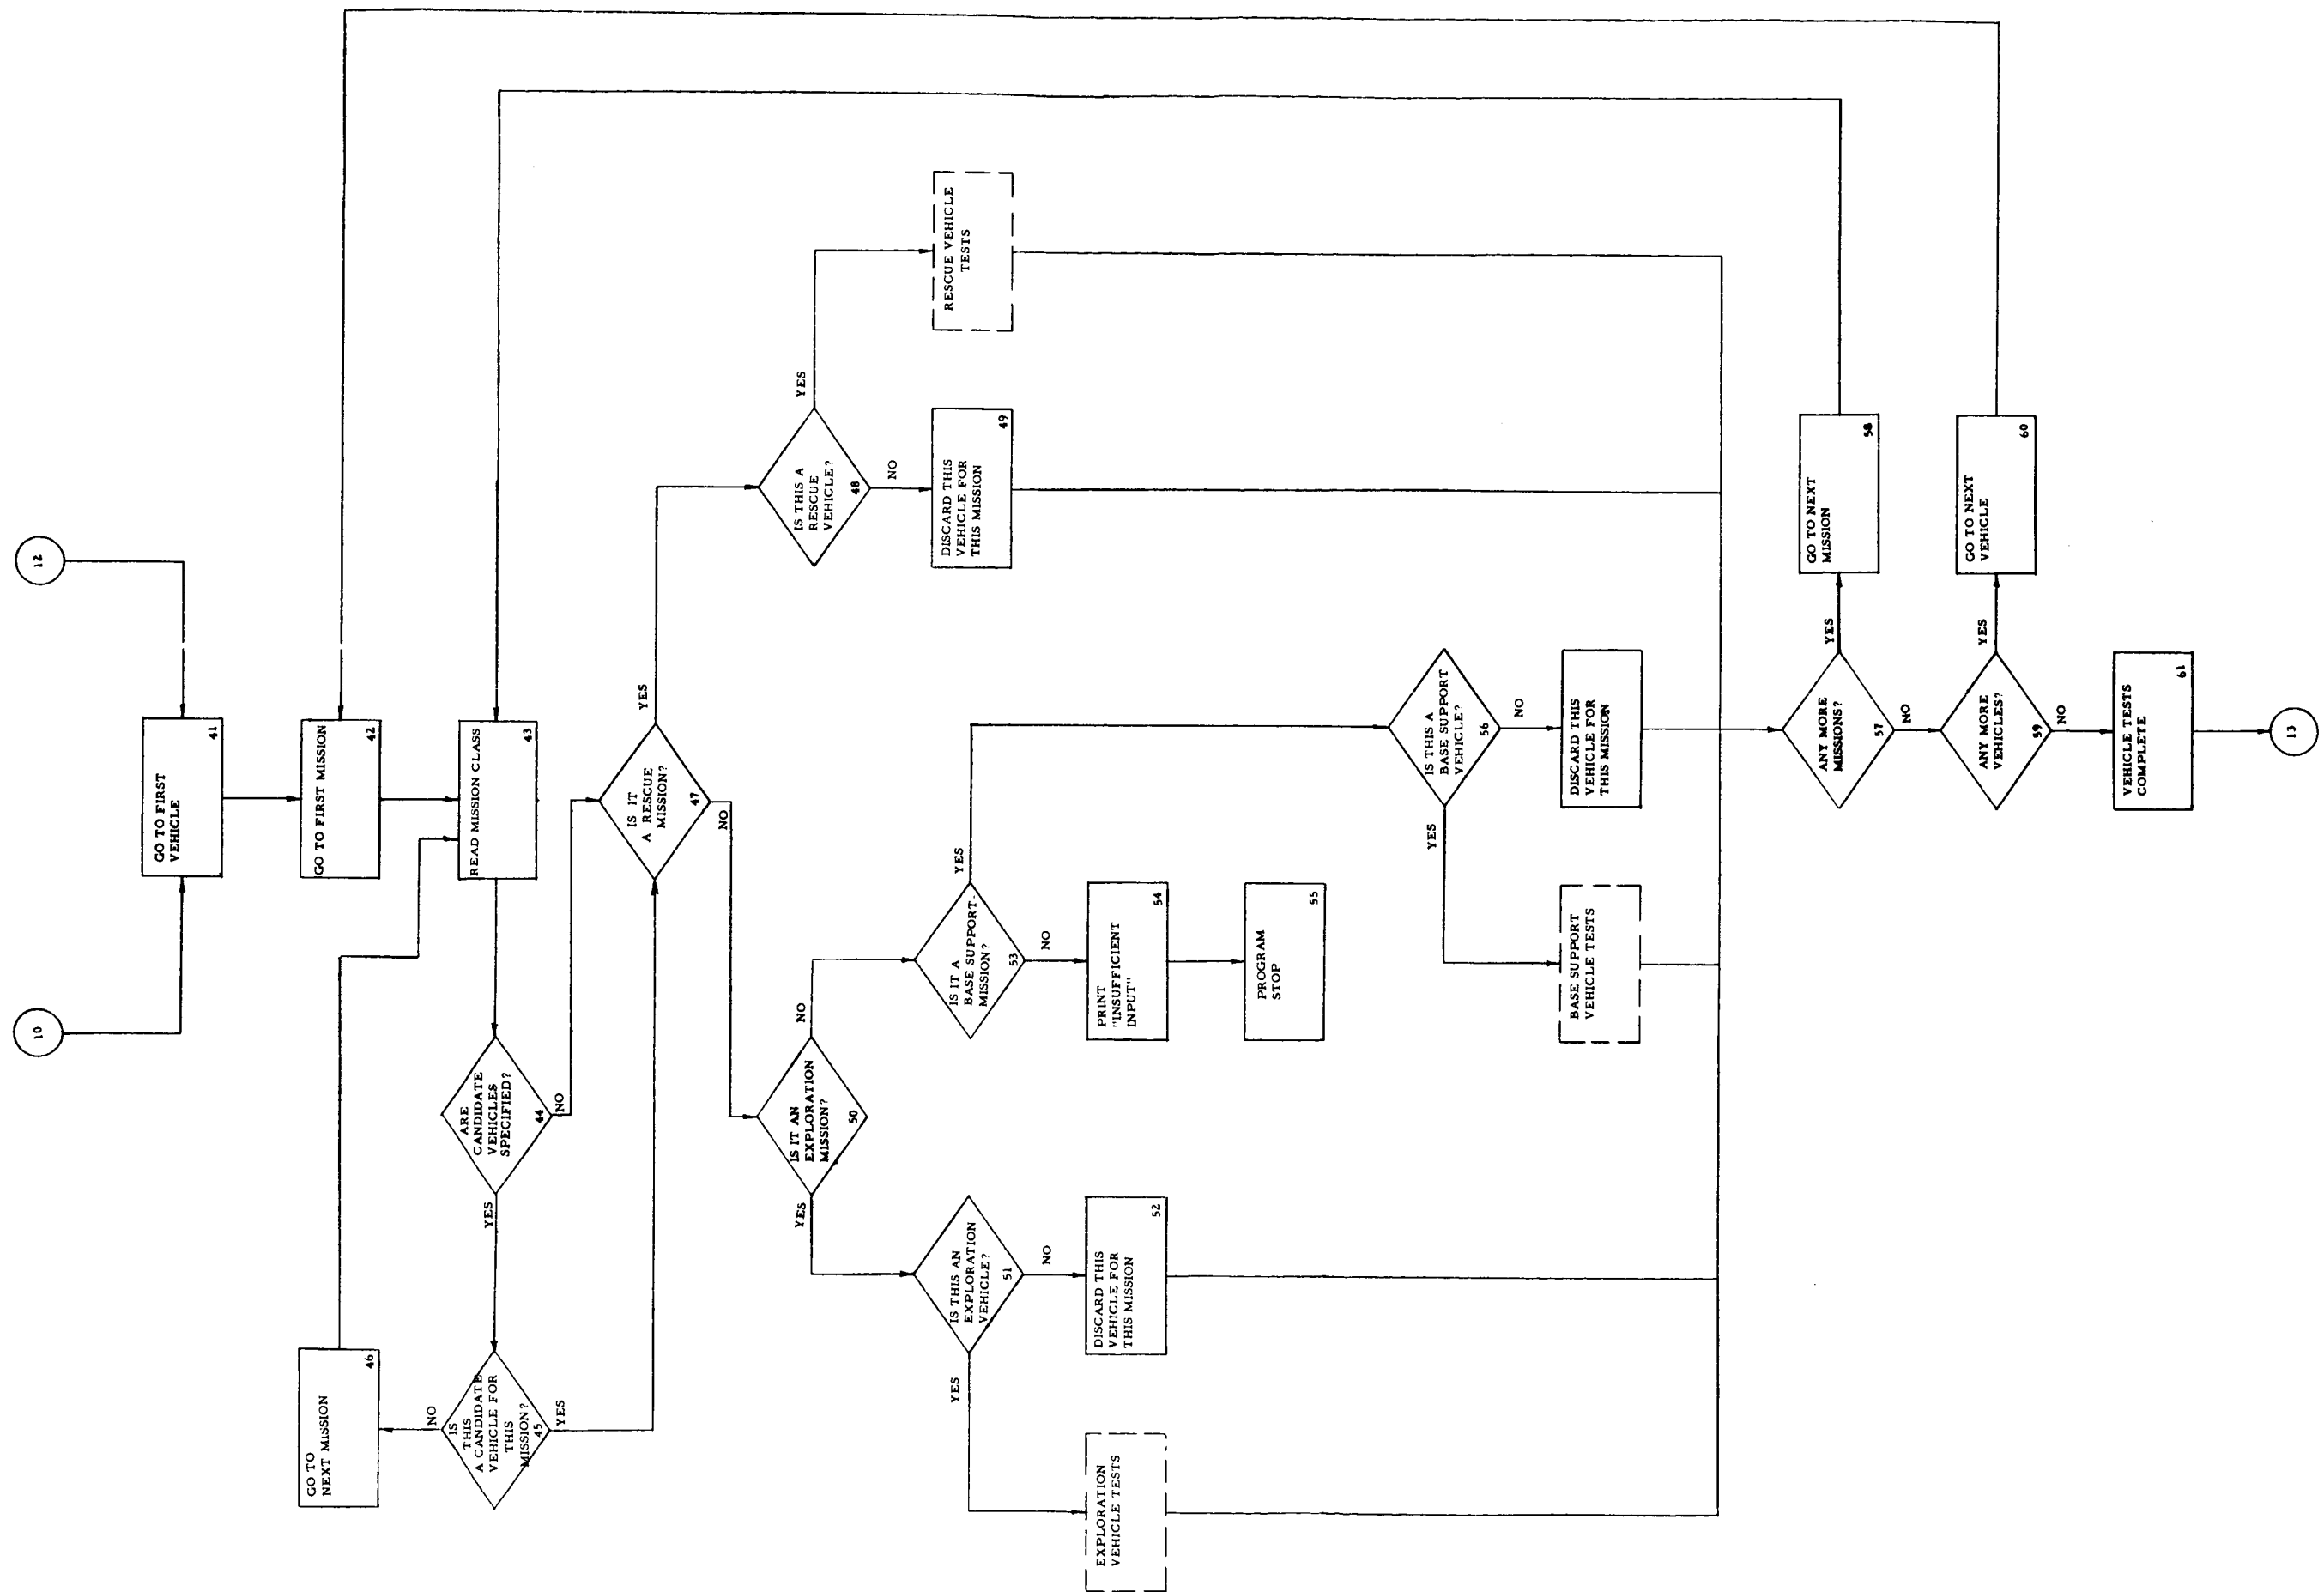 12
10
GO TO FIRST
VEHICLE
41
GO TO FIRST MISSION
42
READ MISSION CLASS
43
ARE
CANDIDATE
VEHICLES
SPECIFIED?
44
YES
NO
IS
THIS
A CANDIDATE
VEHICLE FOR
THIS
MISSION?
45
NO
YES
GO TO
NEXT MISSION
46
IS IT
A RESCUE
MISSION?
47
YES
NO
IS THIS A
RESCUE
VEHICLE?
48
YES
NO
RESCUE VEHICLE
TESTS
DISCARD THIS
VEHICLE FOR
THIS MISSION
49
IS IT AN
EXPLORATION
MISSION?
50
YES
NO
IS THIS AN
EXPLORATION
VEHICLE?
51
YES
NO
EXPLORATION
VEHICLE TESTS
DISCARD THIS
VEHICLE FOR
THIS MISSION
52
IS IT A
BASE SUPPORT-
MISSION?
53
YES
NO
PRINT
"INSUFFICIENT
INPUT"
54
PROGRAM
STOP
55
IS THIS A
BASE SUPPORT
VEHICLE?
56
YES
NO
BASE SUPPORT
VEHICLE TESTS
DISCARD THIS
VEHICLE FOR
THIS MISSION
ANY MORE
MISSIONS?
57
YES
NO
GO TO NEXT
MISSION
58
ANY MORE
VEHICLES?
59
YES
NO
GO TO NEXT
VEHICLE
60
VEHICLE TESTS
COMPLETE
61
13